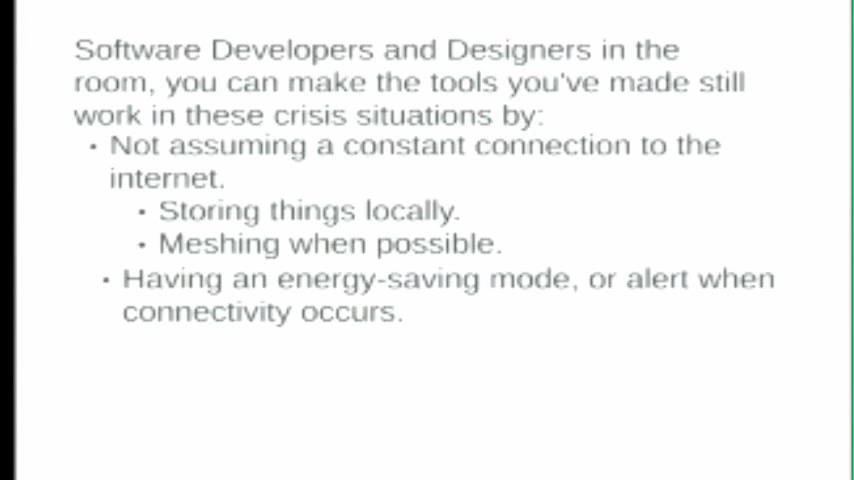 Software Developers and Designers in the
room, you can make the tools you've made still
work in these crisis situations by:
• Not assuming a constant connection to the
internet.
• Storing things locally.
• Meshing when possible.
• Having an energy-saving mode, or alert when
connectivity occurs.